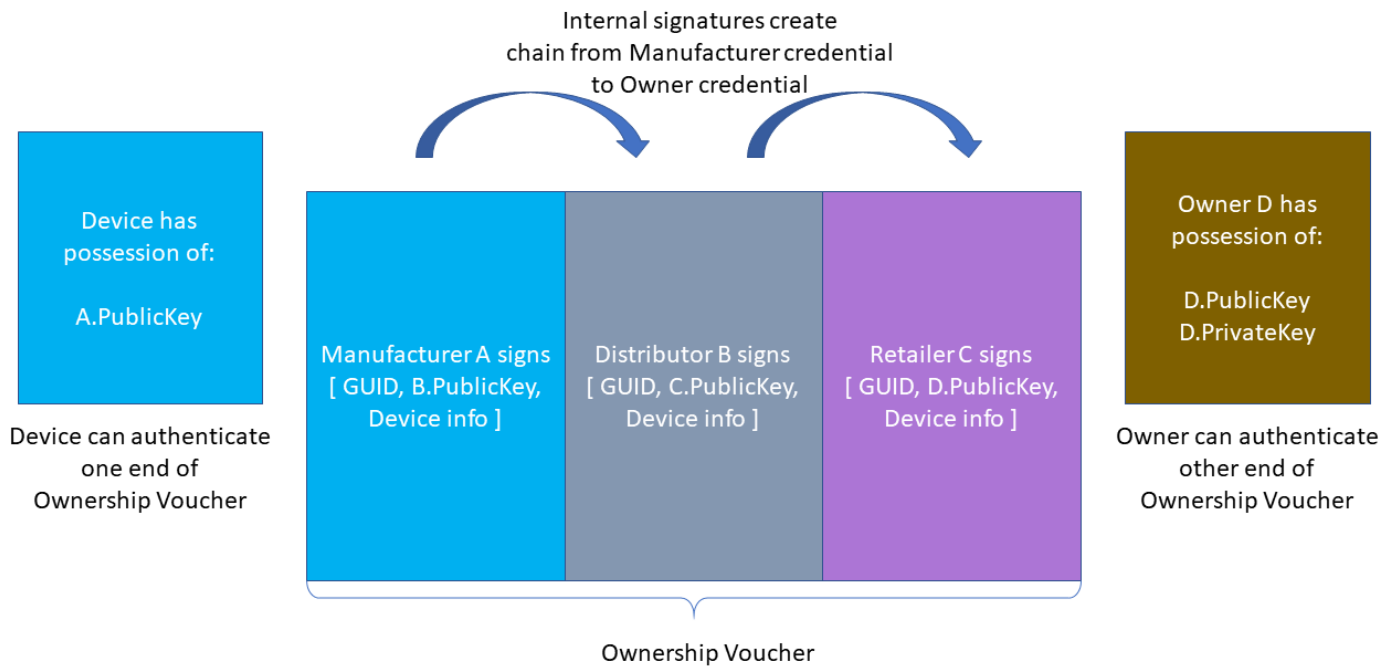 Internal signatures create
chain from Manufacturer credential
to Owner credential
Device has
possession of:
A.PublicKey
Device can authenticate
one end of
Ownership Voucher
Manufacturer A signs
[ GUID, B.PublicKey,
Device info ]
Distributor B signs
[ GUID, C.PublicKey,
Device info ]
Retailer C signs
[ GUID, D.PublicKey,
Device info ]
Owner D has
possession of:
D.PublicKey
D.PrivateKey
Owner can authenticate
other end of
Ownership Voucher
Ownership Voucher